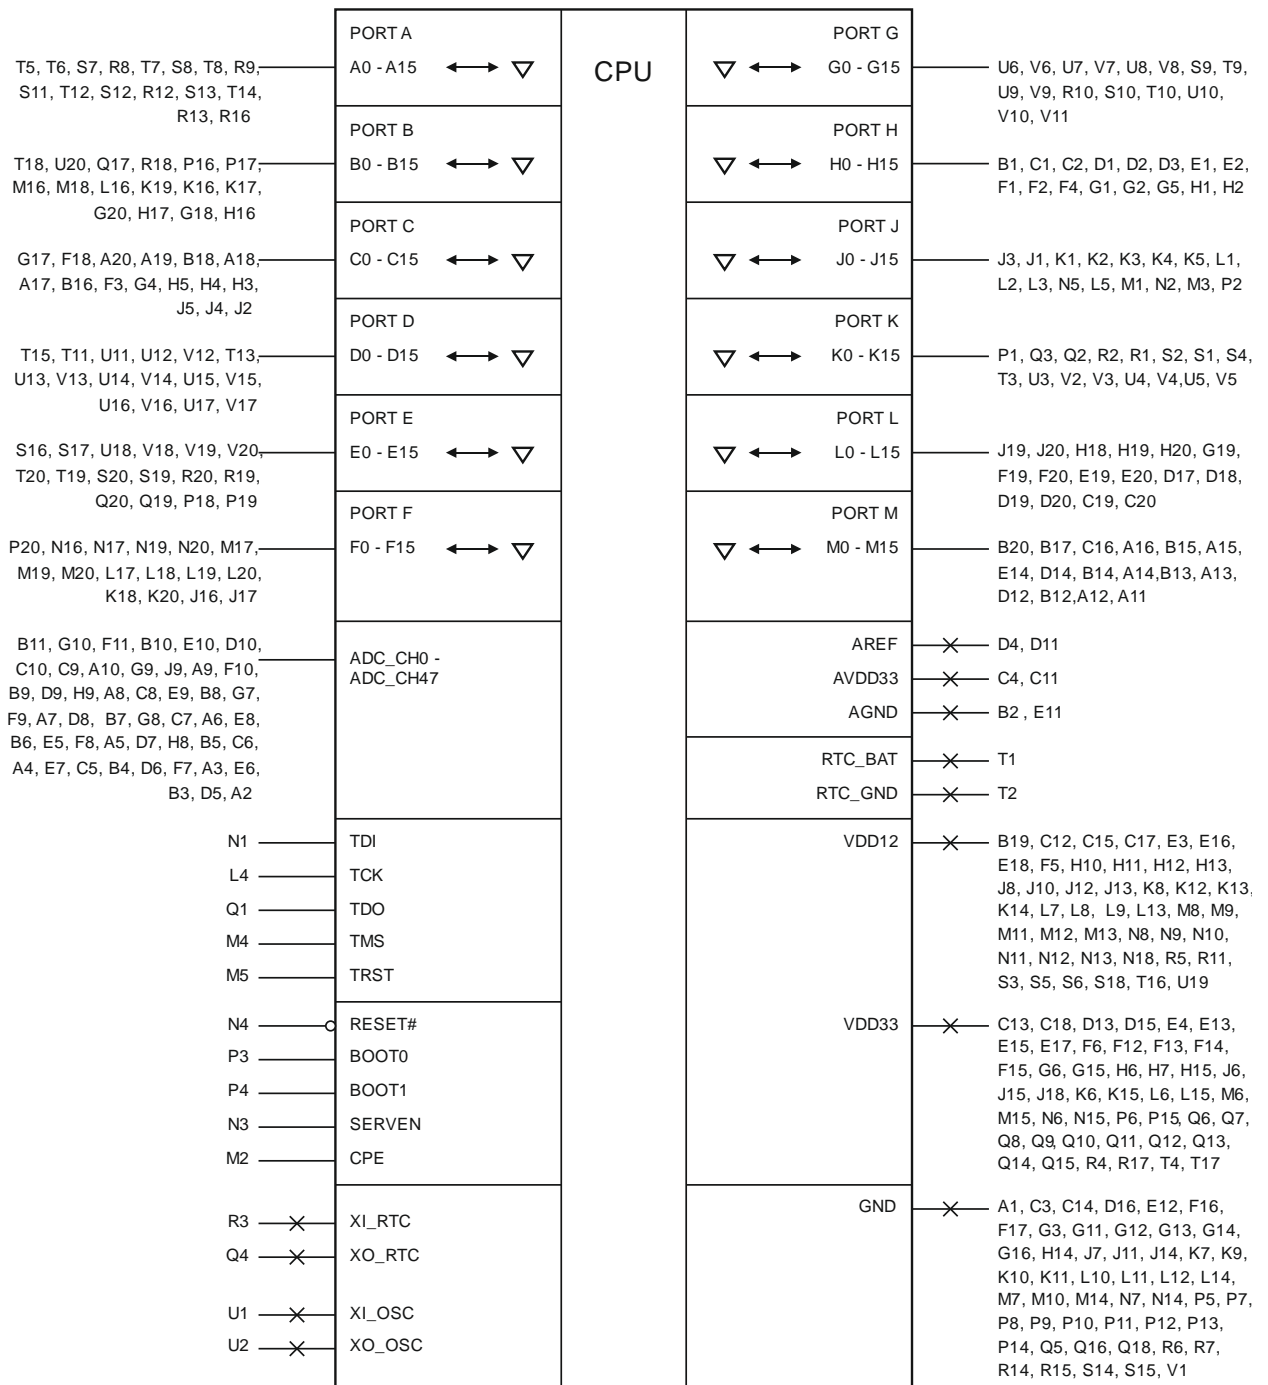 CPU
PORT A
T5, T6, S7, R8, T7, S8, T8, R9,
S11, T12, S12, R12, S13, T14,
R13, R16
A0 - A15
PORT B
T18, U20, Q17, R18, P16, P17,
M16, M18, L16, K19, K16, K17,
G20, H17, G18, H16
B0 - B15
PORT C
G17, F18, A20, A19, B18, A18,
A17, B16, F3, G4, H5, H4, H3,
J5, J4, J2
C0 - C15
PORT D
T15, T11, U11, U12, V12, T13,
U13, V13, U14, V14, U15, V15,
U16, V16, U17, V17
D0 - D15
PORT E
S16, S17, U18, V18, V19, V20,
T20, T19, S20, S19, R20, R19,
Q20, Q19, P18, P19
E0 - E15
PORT F
P20, N16, N17, N19, N20, M17,
M19, M20, L17, L18, L19, L20,
K18, K20, J16, J17
F0 - F15
B11, G10, F11, B10, E10, D10,
C10, C9, A10, G9, J9, A9, F10,
B9, D9, H9, A8, C8, E9, B8, G7,
F9, A7, D8, B7, G8, C7, A6, E8,
B6, E5, F8, A5, D7, H8, B5, C6,
A4, E7, C5, B4, D6, F7, A3, E6,
B3, D5, A2
ADC_CH0 -
ADC_CH47
N1 TDI
L4 TCK
Q1 TDO
M4 TMS
M5 TRST
N4 RESET#
P3 BOOT0
P4 BOOT1
N3 SERVEN
M2 CPE
R3 XI_RTC
Q4 XO_RTC
U1 XI_OSC
U2 XO_OSC
PORT G
G0 - G15
U6, V6, U7, V7, U8, V8, S9, T9,
U9, V9, R10, S10, T10, U10,
V10, V11
PORT H
H0 - H15
B1, C1, C2, D1, D2, D3, E1, E2,
F1, F2, F4, G1, G2, G5, H1, H2
PORT J
J0 - J15
J3, J1, K1, K2, K3, K4, K5, L1,
L2, L3, N5, L5, M1, N2, M3, P2
PORT K
K0 - K15
P1, Q3, Q2, R2, R1, S2, S1, S4,
T3, U3, V2, V3, U4, V4,U5, V5
PORT L
L0 - L15
J19, J20, H18, H19, H20, G19,
F19, F20, E19, E20, D17, D18,
D19, D20, C19, C20
PORT M
M0 - M15
B20, B17, C16, A16, B15, A15,
E14, D14, B14, A14,B13, A13,
D12, B12,A12, A11
AREF D4, D11
AVDD33 C4, C11
AGND B2 , E11
RTC_BAT T1
RTC_GND T2
VDD12
B19, C12, C15, C17, E3, E16,
E18, F5, H10, H11, H12, H13,
J8, J10, J12, J13, K8, K12, K13,
K14, L7, L8, L9, L13, M8, M9,
M11, M12, M13, N8, N9, N10,
N11, N12, N13, N18, R5, R11,
S3, S5, S6, S18, T16, U19
VDD33
C13, C18, D13, D15, E4, E13,
E15, E17, F6, F12, F13, F14,
F15, G6, G15, H6, H7, H15, J6,
J15, J18, K6, K15, L6, L15, M6,
M15, N6, N15, P6, P15, Q6, Q7,
Q8, Q9, Q10, Q11, Q12, Q13,
Q14, Q15, R4, R17, T4, T17
GND
A1, C3, C14, D16, E12, F16,
F17, G3, G11, G12, G13, G14,
G16, H14, J7, J11, J14, K7, K9,
K10, K11, L10, L11, L12, L14,
M7, M10, M14, N7, N14, P5, P7,
P8, P9, P10, P11, P12, P13,
P14, Q5, Q16, Q18, R6, R7,
R14, R15, S14, S15, V1